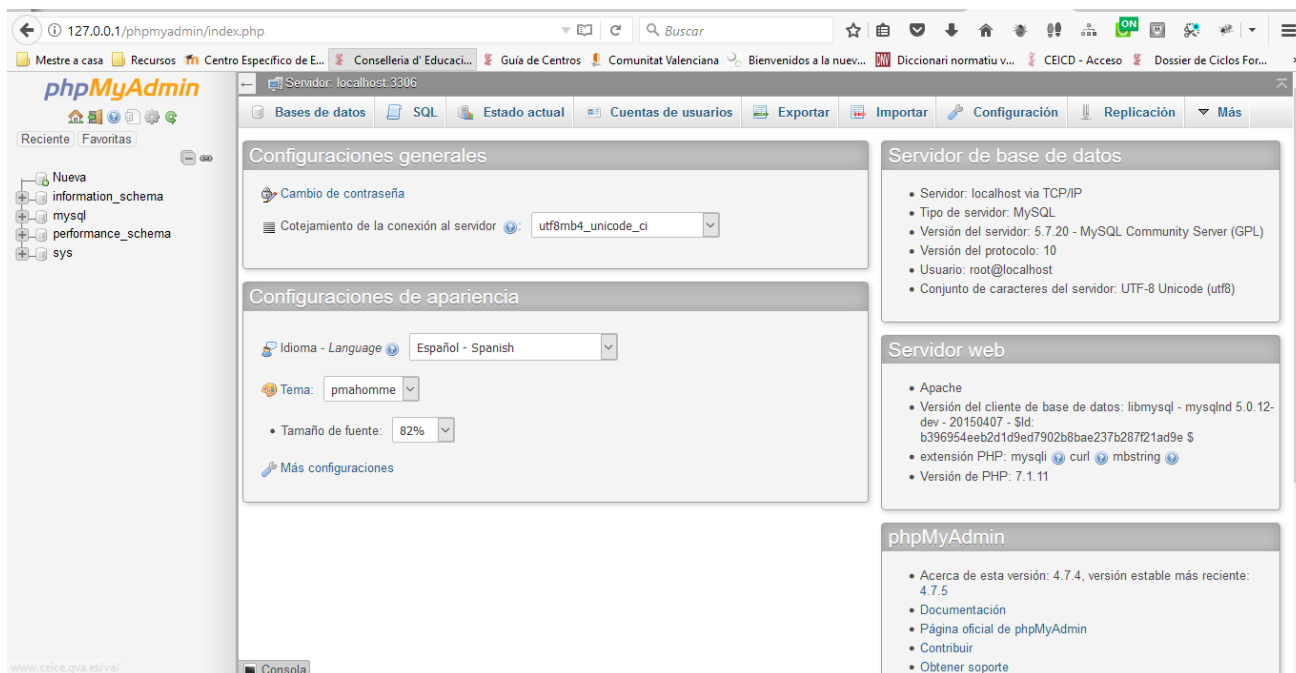 127.0.0.1/phpmyadmin/index.php
Buscar
ON
Mestre a casa Recursos Centro Específico de E... Conselleria d' Educaci... Guía de Centros Comunitat Valenciana Bienvenidos a la nuev... DNV Diccionari normatiu v... CEICD - Acceso Dossier de Ciclos For...
phpMyAdmin
Reciente Favoritas
Nueva
information_schema
mysql
performance_schema
sys
www.ceice.gva.es/va/
Servidor: localhost:3306
Bases de datos SQL Estado actual Cuentas de usuarios Exportar Importar Configuración Replicación Más
Configuraciones generales
Cambio de contraseña
Cotejamiento de la conexión al servidor : utf8mb4_unicode_ci
Configuraciones de apariencia
Idioma - Language Español - Spanish
Tema: pmahomme
• Tamaño de fuente: 82%
Más configuraciones
Consola
Servidor de base de datos
• Servidor: localhost via TCP/IP
• Tipo de servidor: MySQL
• Versión del servidor: 5.7.20 - MySQL Community Server (GPL)
• Versión del protocolo: 10
• Usuario: root@localhost
• Conjunto de caracteres del servidor: UTF-8 Unicode (utf8)
Servidor web
• Apache
• Versión del cliente de base de datos: libmysql - mysqlnd 5.0.12-
dev - 20150407 - $Id:
b396954eeb2d1d9ed7902b8bae237b287f21ad9e $
• extensión PHP: mysqli curl mbstring
• Versión de PHP: 7.1.11
phpMyAdmin
• Acerca de esta versión: 4.7.4, versión estable más reciente:
4.7.5
• Documentación
• Página oficial de phpMyAdmin
• Contribuir
• Obtener soporte